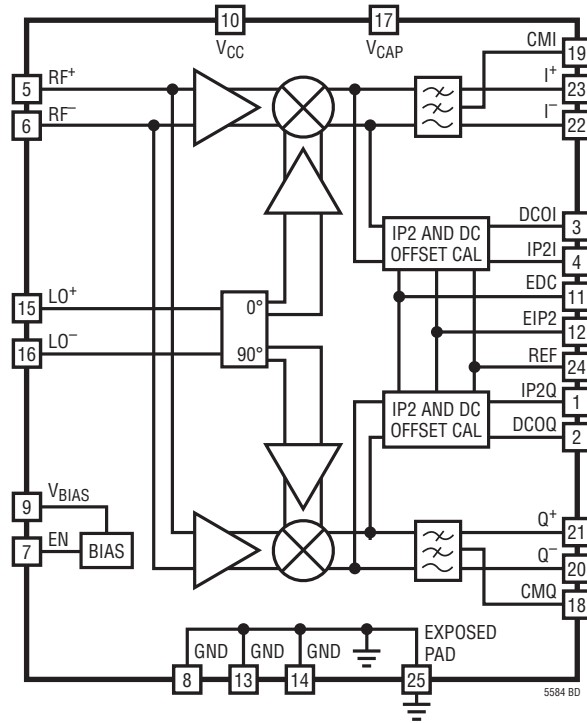 10
17
V_CC
V_CAP
CMI
19
5
RF+
I+
23
6
RF−
I−
22
IP2 AND DC
OFFSET CAL
DCOI
3
IP2I
4
EDC
11
15
LO+
0°
EIP2
12
16
LO−
90°
REF
24
IP2 AND DC
OFFSET CAL
IP2Q
1
DCOQ
2
9
V_BIAS
7
EN
BIAS
Q+
21
Q−
20
CMQ
18
GND
GND
GND
EXPOSED
PAD
8
13
14
25
5584 BD